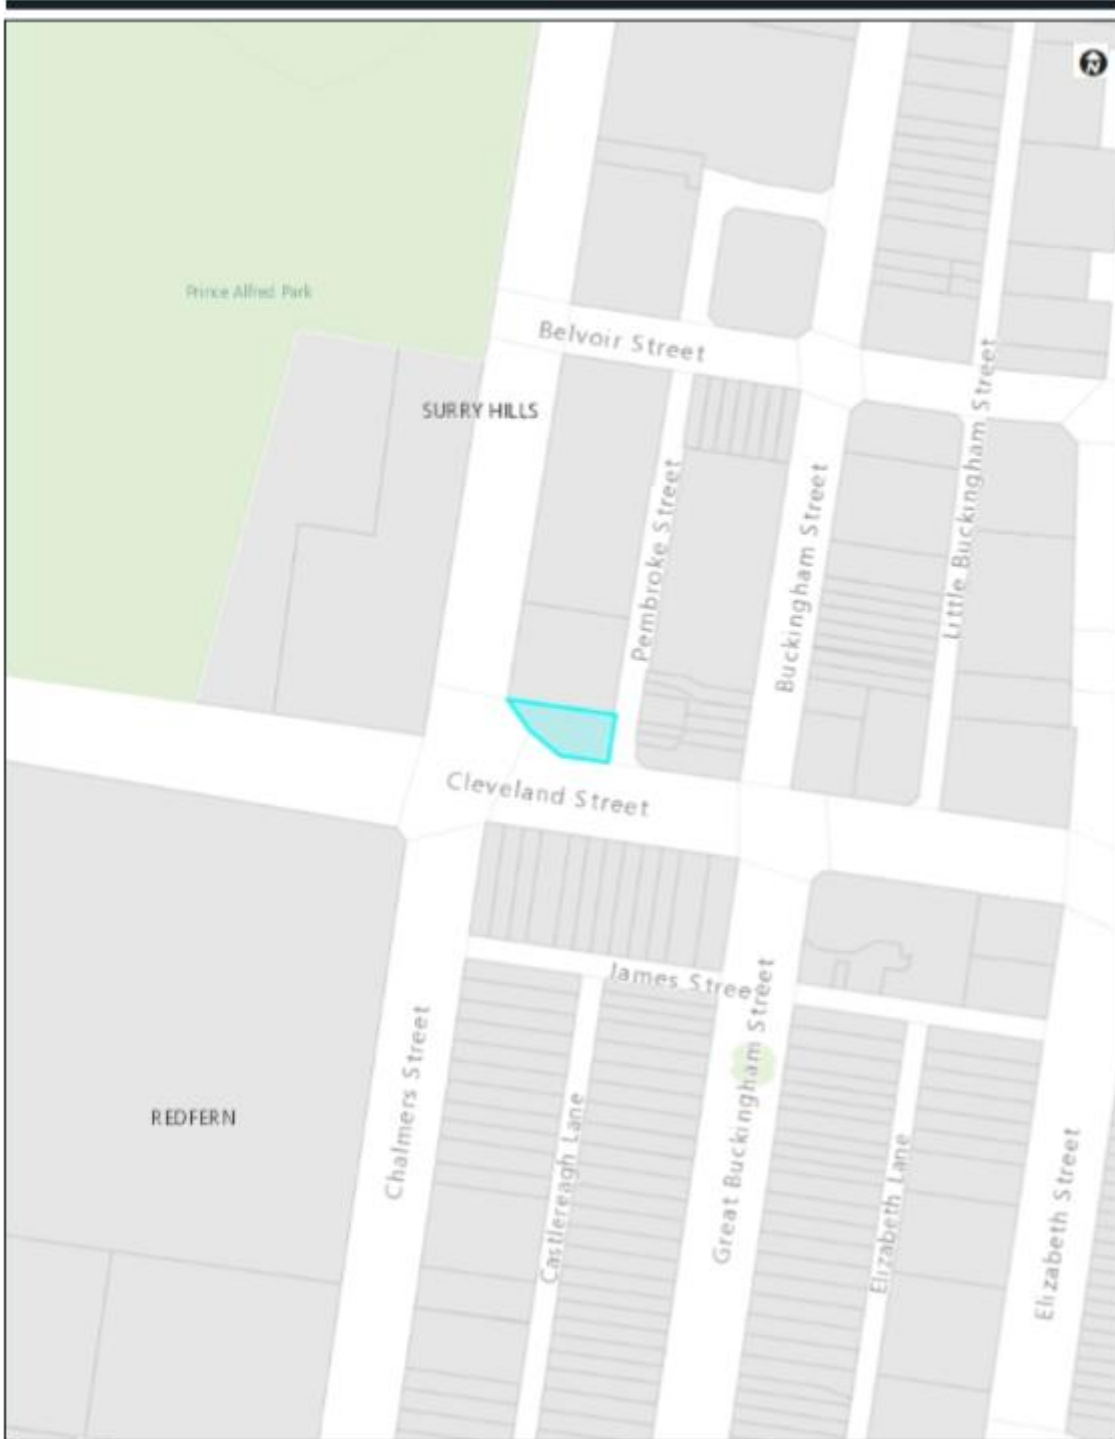 Prince Alfred Park
Belvoir Street
SURRY HILLS
Pembroke Street
Buckingham Street
Little Buckingham Street
Cleveland Street
James Stree
Chalmers Street
REDFERN
Castlereagh Lane
Great Buckingham Street
Elizabeth Lane
Elizabeth Street